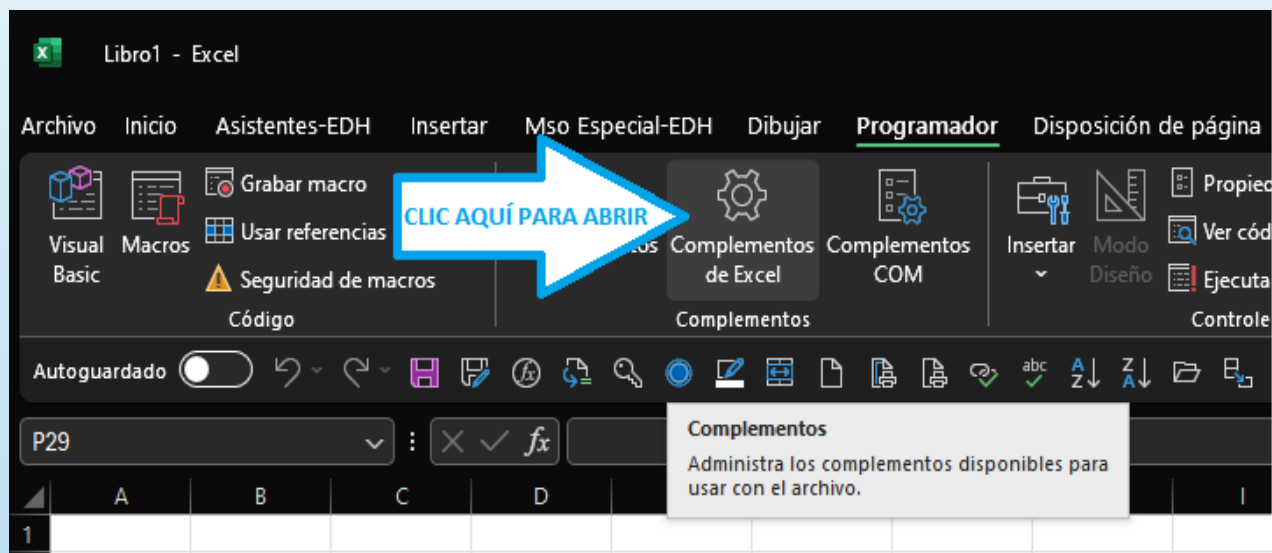 Libro1 - Excel
Archivo Inicio Asistentes-EDH Insertar Mso Especial-EDH Dibujar Programador Disposición de página
Visual
Basic
Macros
Grabar macro
Usar referencias
Seguridad de macros
Código
CLIC AQUÍ PARA ABRIR
Complementos
de Excel
Complementos
COM
Complementos
Insertar
Modo
Diseño
Autoguardado
P29
fx
Complementos
Administra los complementos disponibles para
usar con el archivo.
A B C D I
1